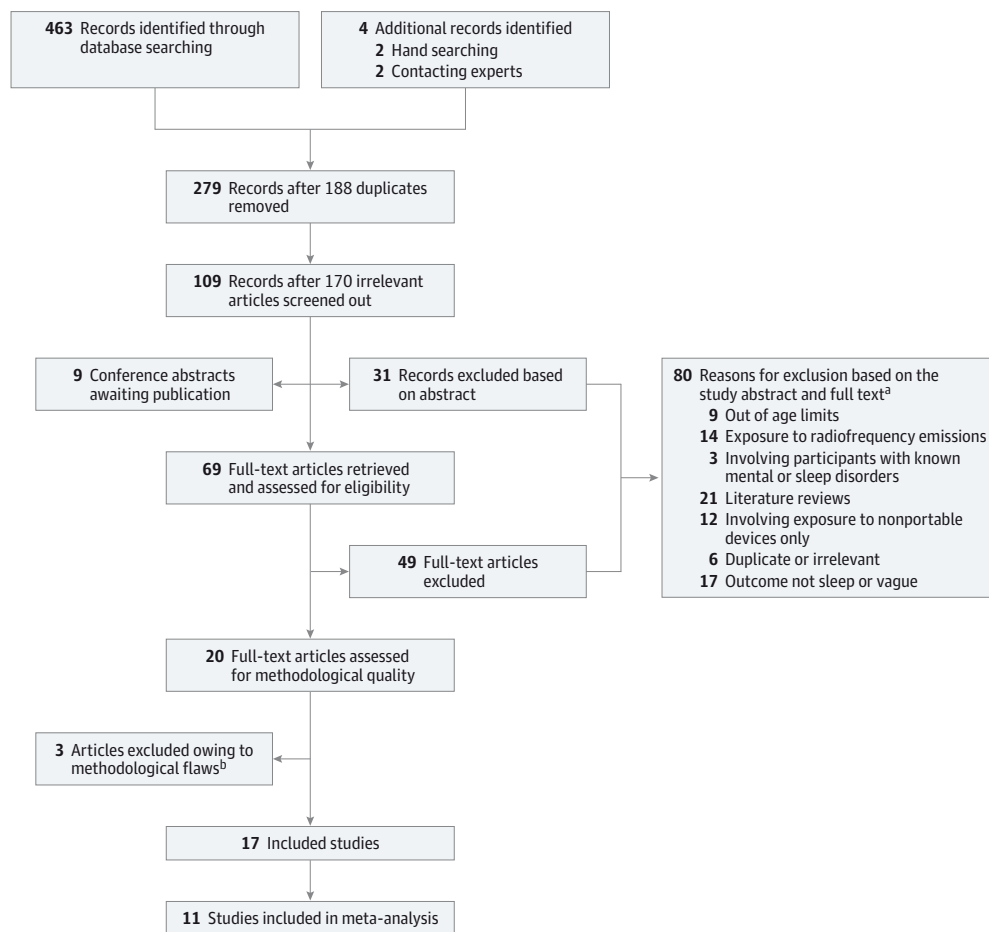 463 Records identified through
database searching
4 Additional records identified
2 Hand searching
2 Contacting experts
279 Records after 188 duplicates
removed
109 Records after 170 irrelevant
articles screened out
9 Conference abstracts
awaiting publication
31 Records excluded based
on abstract
80 Reasons for exclusion based on the
study abstract and full textᵃ
9 Out of age limits
14 Exposure to radiofrequency emissions
3 Involving participants with known
mental or sleep disorders
21 Literature reviews
12 Involving exposure to nonportable
devices only
6 Duplicate or irrelevant
17 Outcome not sleep or vague
69 Full-text articles retrieved
and assessed for eligibility
49 Full-text articles
excluded
20 Full-text articles assessed
for methodological quality
3 Articles excluded owing to
methodological flawsᵇ
17 Included studies
11 Studies included in meta-analysis